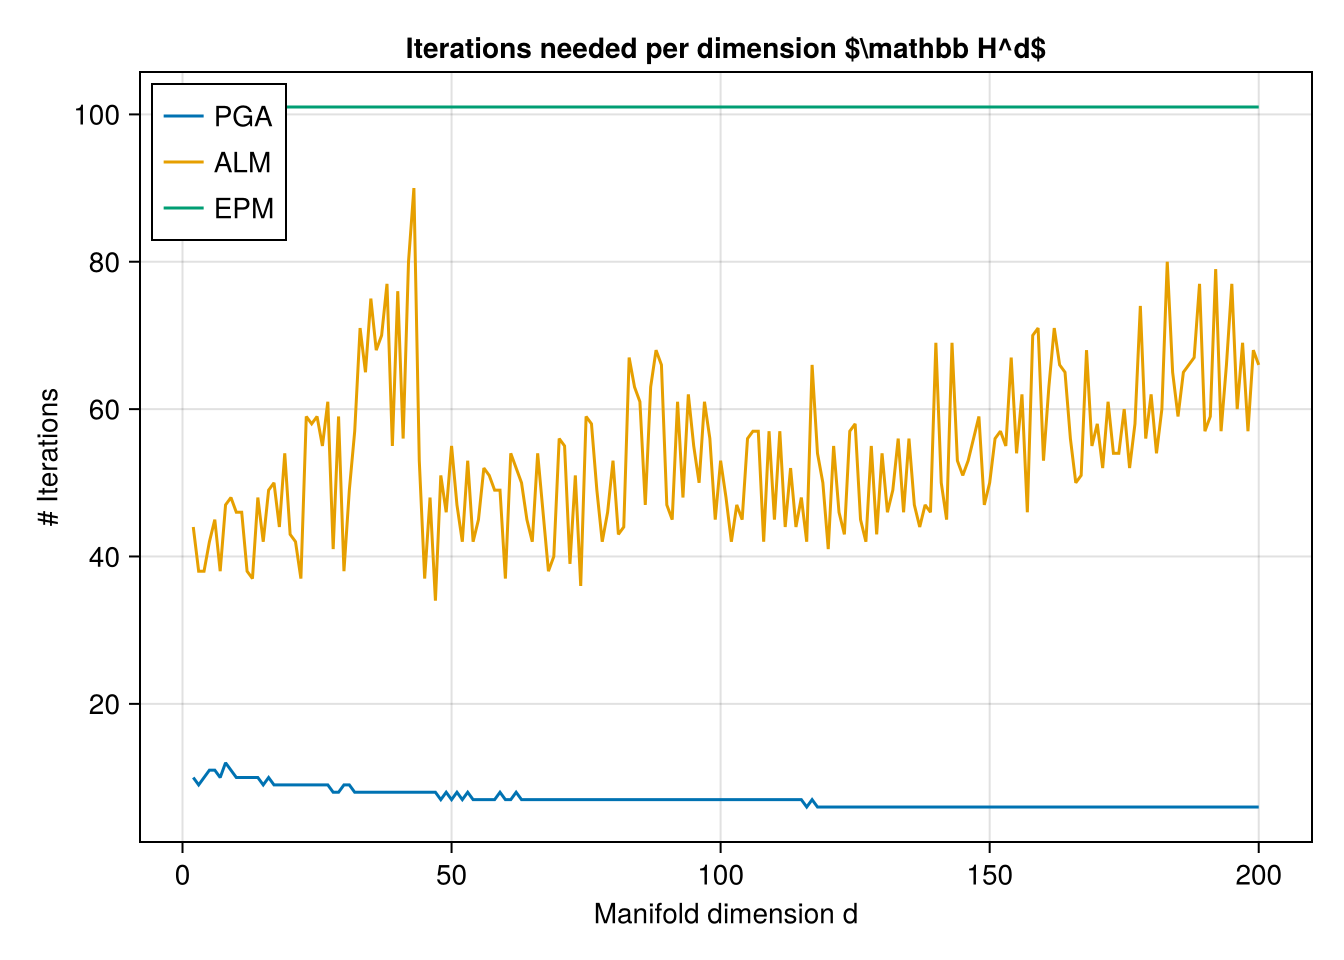 Iterations needed per dimension $\mathbb H^d$
PGA
ALM
EPM
100
80
60
40
20
# Iterations
0
50
100
150
200
Manifold dimension d